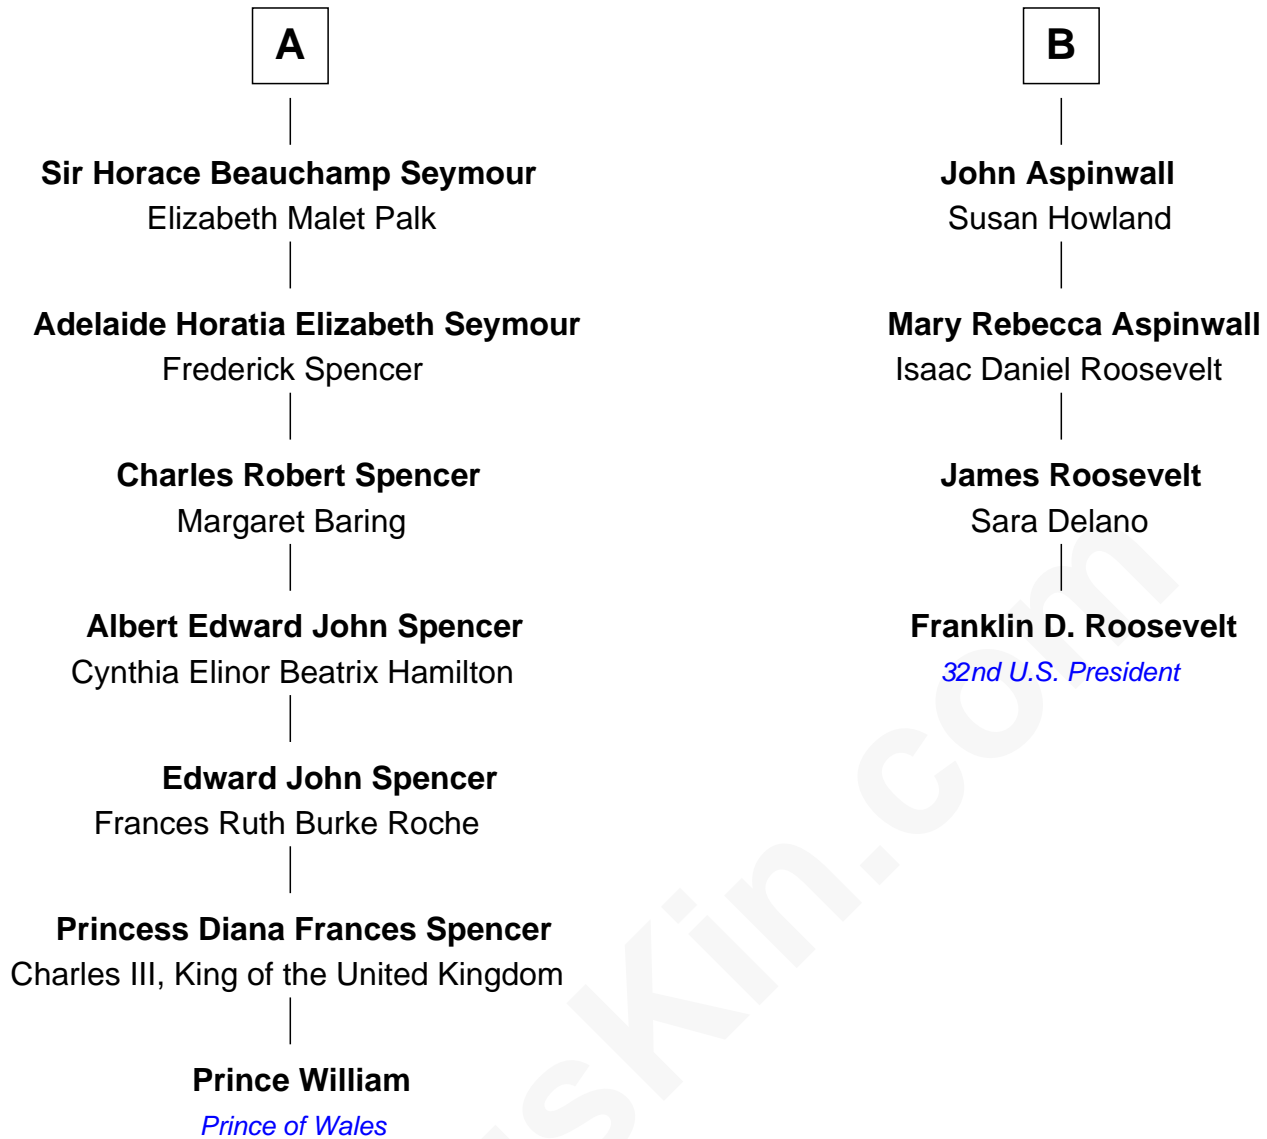 A
Sir Horace Beauchamp Seymour
Elizabeth Malet Palk
Adelaide Horatia Elizabeth Seymour
Frederick Spencer
Charles Robert Spencer
Margaret Baring
Albert Edward John Spencer
Cynthia Elinor Beatrix Hamilton
Edward John Spencer
Frances Ruth Burke Roche
Princess Diana Frances Spencer
Charles III, King of the United Kingdom
Prince William
Prince of Wales
B
John Aspinwall
Susan Howland
Mary Rebecca Aspinwall
Isaac Daniel Roosevelt
James Roosevelt
Sara Delano
Franklin D. Roosevelt
32nd U.S. President